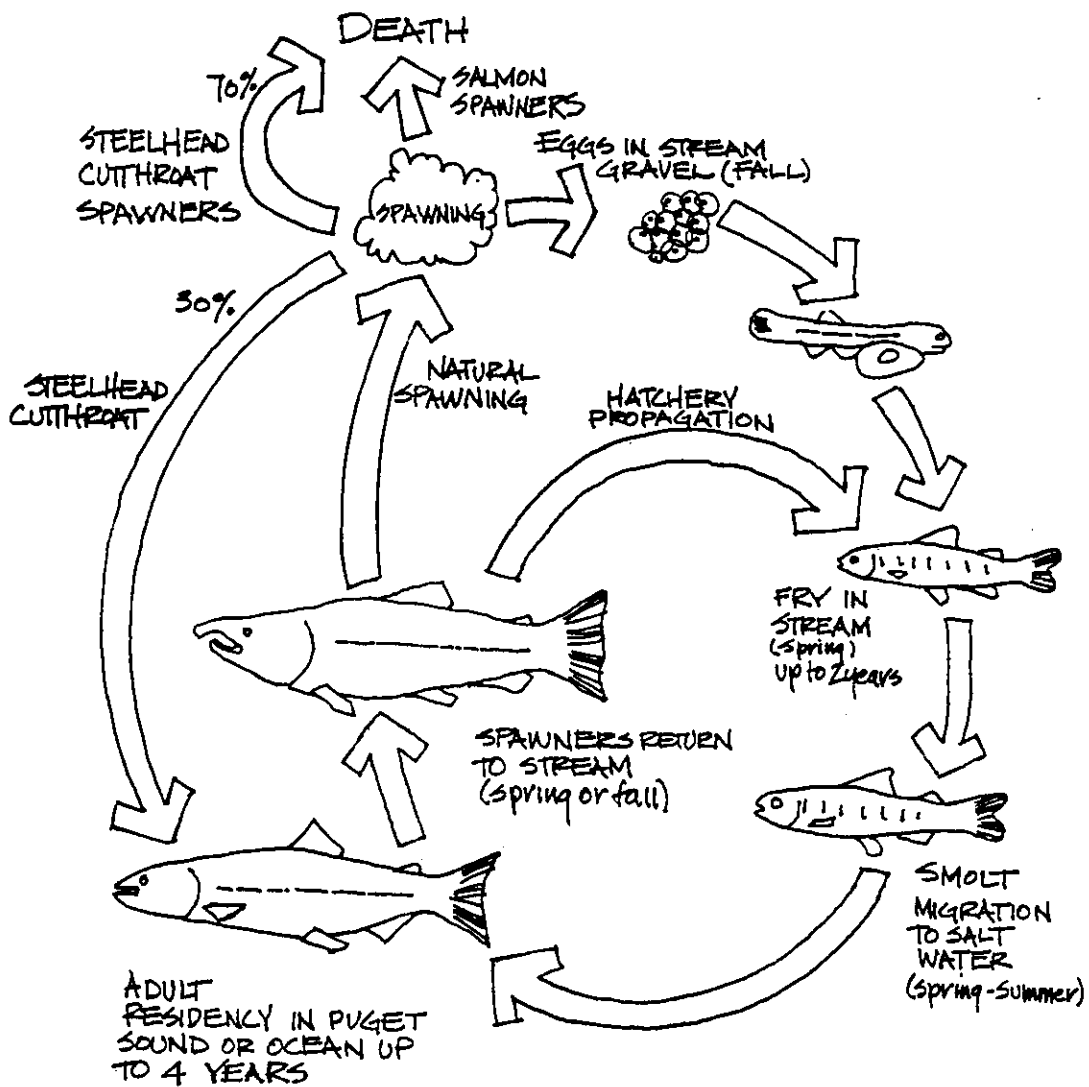 DEATH
70%
SALMON
SPAWNERS
STEELHEAD
CUTTHROAT
SPAWNERS
EGGS IN STREAM
GRAVEL (FALL)
SPAWNING
30%
NATURAL
SPAWNING
STEELHEAD
CUTTHROAT
HATCHERY
PROPAGATION
FRY IN
STREAM
(spring)
up to 2 years
SPAWNERS RETURN
TO STREAM
(spring or fall)
SMOLT
MIGRATION
TO SALT
WATER
(spring-summer)
ADULT
RESIDENCY IN PUGET
SOUND OR OCEAN UP
TO 4 YEARS